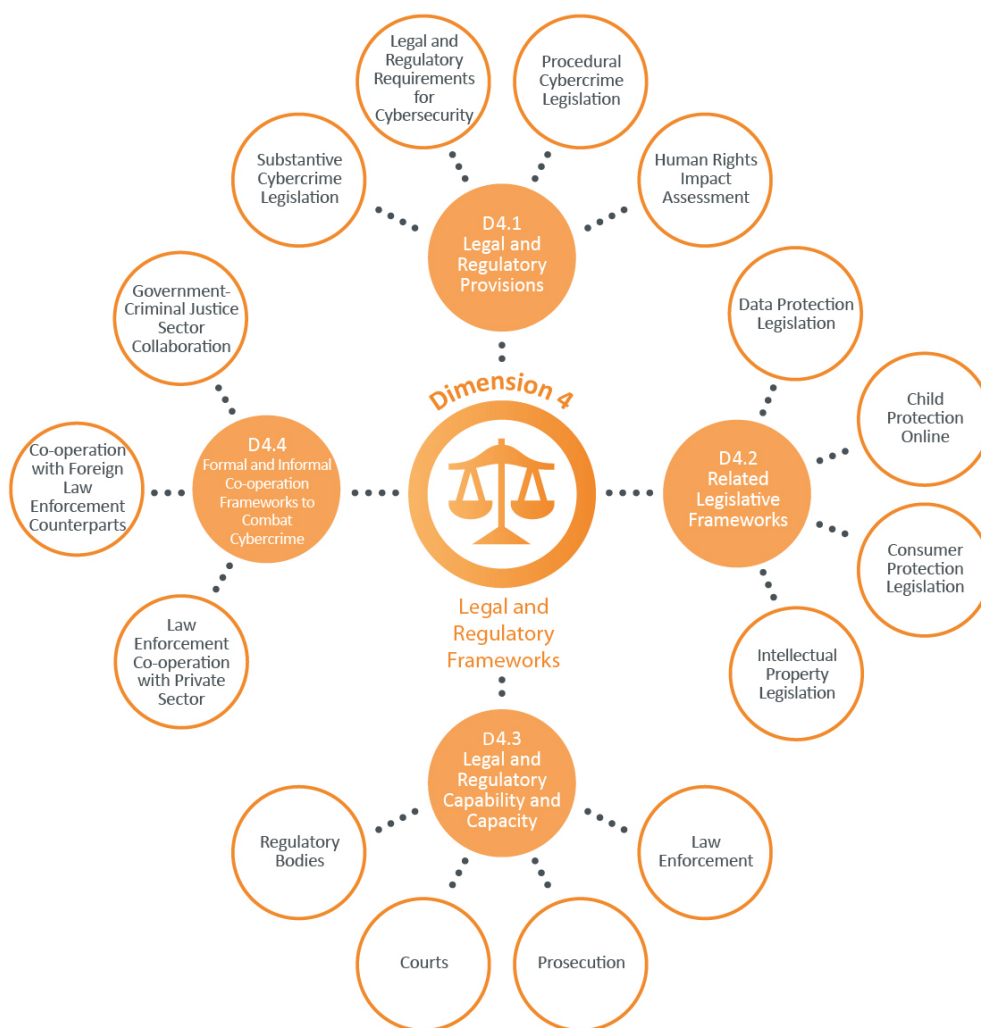 Legal and
Regulatory
Requirements
for
Cybersecurity
Procedural
Cybercrime
Legislation
Substantive
Cybercrime
Legislation
Human Rights
Impact
Assessment
D4.1
Legal and
Regulatory
Provisions
Government-
Criminal Justice
Sector
Collaboration
Data Protection
Legislation
Dimension 4
Child
Protection
Online
D4.4
Formal and Informal
Co-operation
Frameworks to
Combat
Cybercrime
Co-operation
with Foreign
Law
Enforcement
Counterparts
D4.2
Related
Legislative
Frameworks
Consumer
Protection
Legislation
Legal and
Regulatory
Frameworks
Law
Enforcement
Co-operation
with Private
Sector
Intellectual
Property
Legislation
D4.3
Legal and
Regulatory
Capability and
Capacity
Regulatory
Bodies
Law
Enforcement
Courts
Prosecution